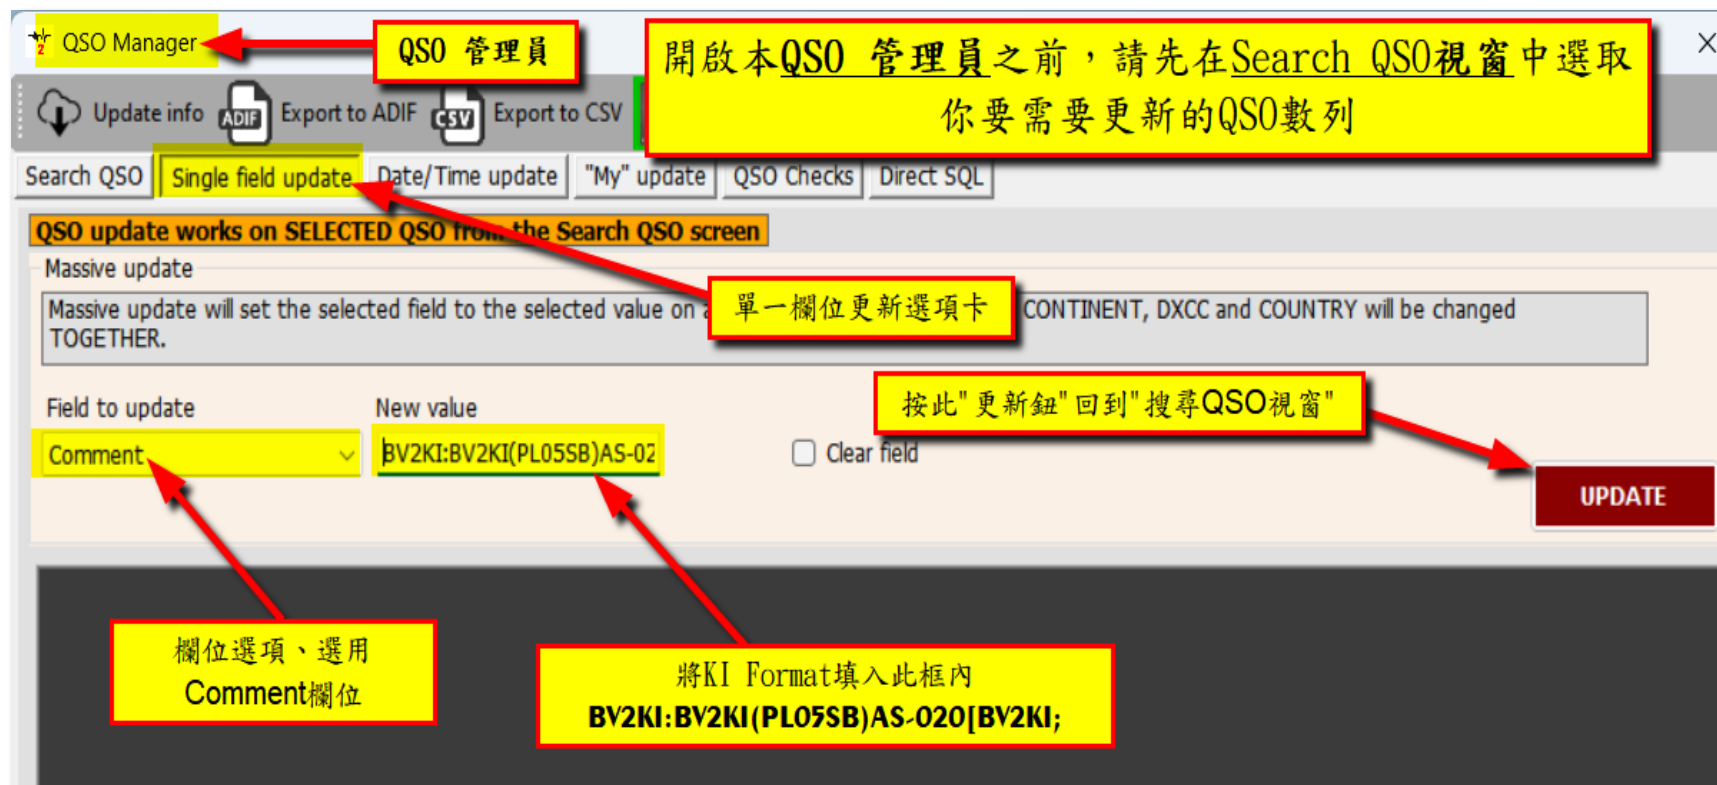 QSO Manager
QSO 管理員
開啟本QSO 管理員之前，請先在Search QSO視窗中選取
你要需要更新的QSO數列
Update info
ADIF
Export to ADIF
CSV
Export to CSV
Search QSO
Single field update
Date/Time update
"My" update
QSO Checks
Direct SQL
QSO update works on SELECTED QSO from the Search QSO screen
Massive update
Massive update will set the selected field to the selected value on
單一欄位更新選項卡
CONTINENT, DXCC and COUNTRY will be changed
TOGETHER.
按此"更新鈕"回到"搜尋QSO視窗"
Field to update
New value
Comment
BV2KI:BV2KI(PL05SB)AS-02
Clear field
UPDATE
欄位選項、選用
Comment欄位
將KI Format填入此框內
BV2KI:BV2KI(PL05SB)AS-020[BV2KI;